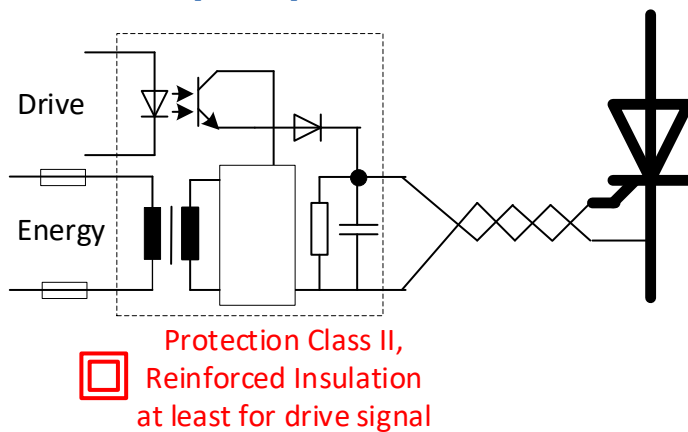 Drive
Energy
Protection Class II,
Reinforced Insulation
at least for drive signal